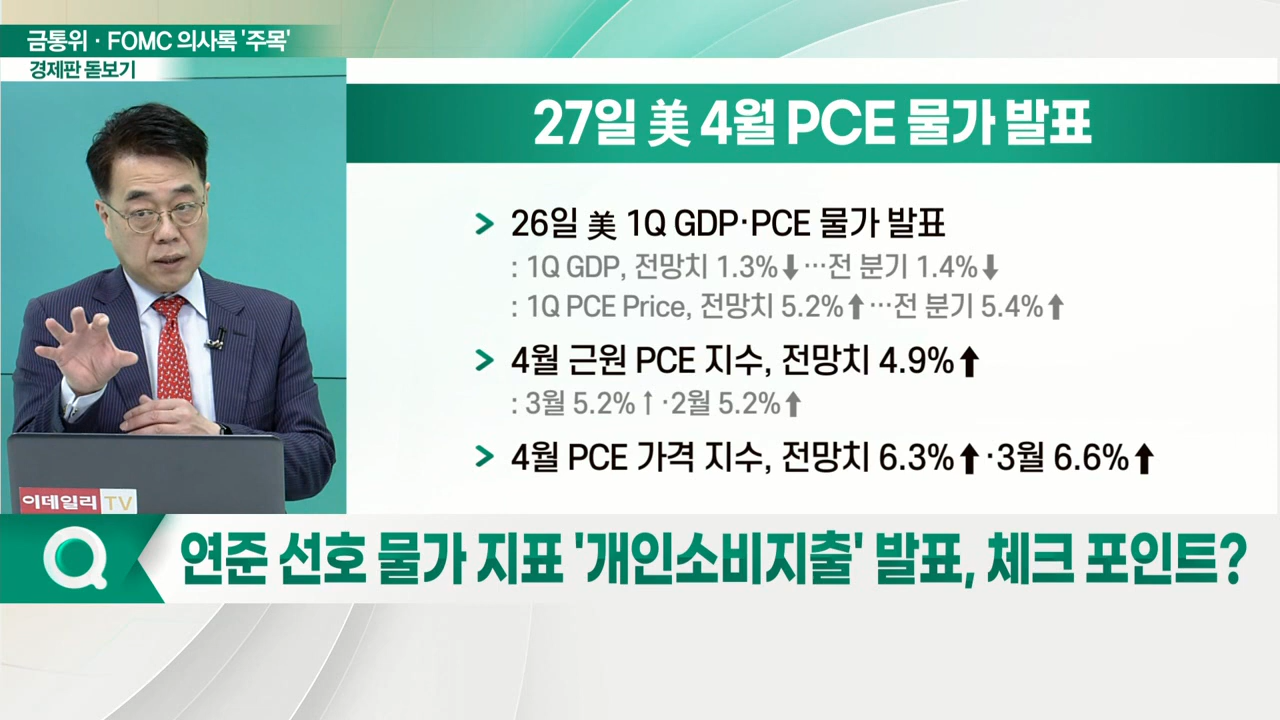 금통위·FOMC 의사록 '주목'
경제판 돋보기
27일 美 4월 PCE 물가 발표
> 26일 美 1Q GDP·PCE 물가 발표
: 1Q GDP, 전망치 1.3%⬇…전 분기 1.4%⬇
: 1Q PCE Price, 전망치 5.2%⬆…전 분기 5.4%⬆
> 4월 근원 PCE 지수, 전망치 4.9%⬆
: 3월 5.2%↑·2월 5.2%⬆
> 4월 PCE 가격 지수, 전망치 6.3%⬆·3월 6.6%⬆
이데일리 TV
Q 연준 선호 물가 지표 '개인소비지출' 발표, 체크 포인트?